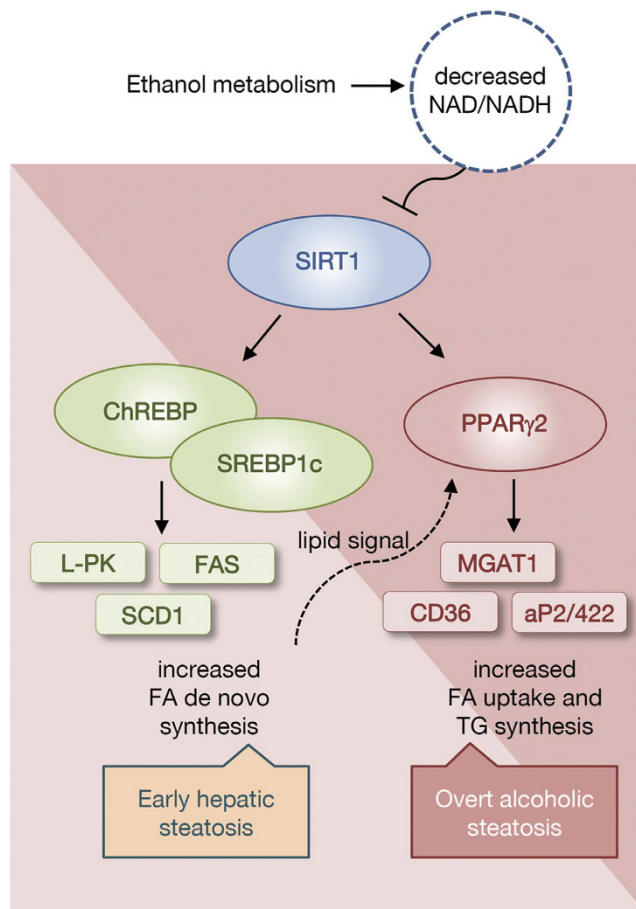 Ethanol metabolism
decreased
NAD/NADH
SIRT1
ChREBP
SREBP1c
PPARγ2
lipid signal
L-PK
FAS
SCD1
MGAT1
CD36
aP2/422
increased
FA de novo
synthesis
increased
FA uptake and
TG synthesis
Early hepatic
steatosis
Overt alcoholic
steatosis